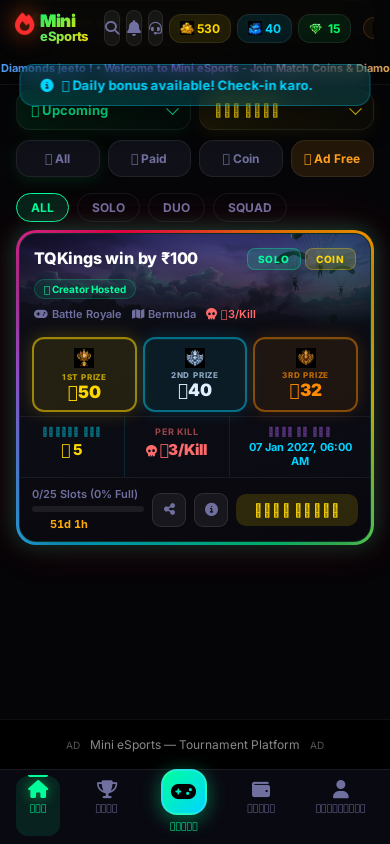 Mini
eSports
530
40
15
Diamonds jeeto ! • Welcome to Mini eSports - Join Match Coins & Diamo
Daily bonus available! Check-in karo.
Upcoming
All
Paid
Coin
Ad Free
ALL
SOLO
DUO
SQUAD
TQKings win by ₹100
SOLO
COIN
Creator Hosted
Battle Royale
Bermuda
3/Kill
1ST PRIZE
50
2ND PRIZE
40
3RD PRIZE
32
5
PER KILL
3/Kill
07 Jan 2027, 06:00
AM
0/25 Slots (0% Full)
51d 1h
AD Mini eSports — Tournament Platform AD